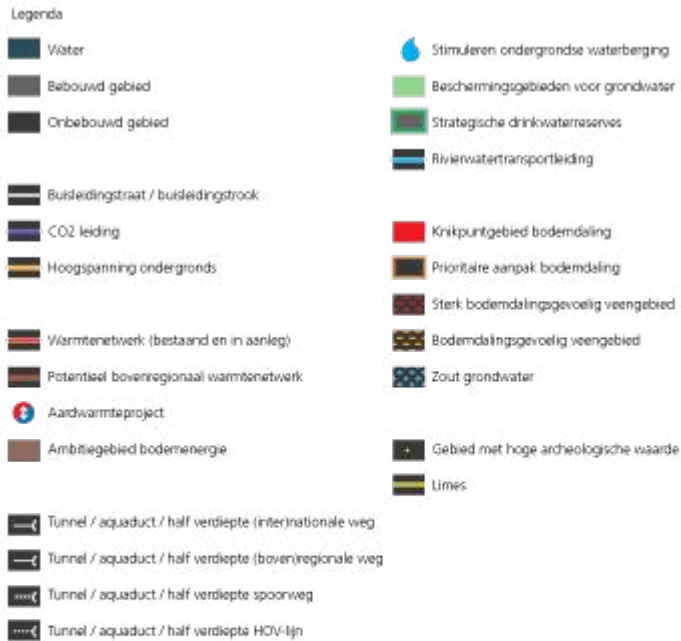 Legenda
Water
Bebouwd gebied
Onbebouwd gebied
Buisleidingstraat / buisleidingstrook
CO2 leiding
Hoogspanning ondergronds
Warmtenetwerk (bestaand en in aanleg)
Potentieel bovenregionaal warmtenetwerk
Aardwarmteproject
Ambitiegebied bodemenergie
Tunnel / aquaduct / half verdiepte (inter)nationale weg
Tunnel / aquaduct / half verdiepte (boven)regionale weg
Tunnel / aquaduct / half verdiepte spoorweg
Tunnel / aquaduct / half verdiepte HOV-lijn
Stimuleren ondergrondse waterberging
Beschermingsgebieden voor grondwater
Strategische drinkwaterreserves
Rivierwatertransportleiding
Knikpuntgebied bodemdaling
Prioritaire aanpak bodemdaling
Sterk bodemdalingsgevoelig veengebied
Bodemdalingsgevoelig veengebied
Zout grondwater
Gebied met hoge archeologische waarde
Limes